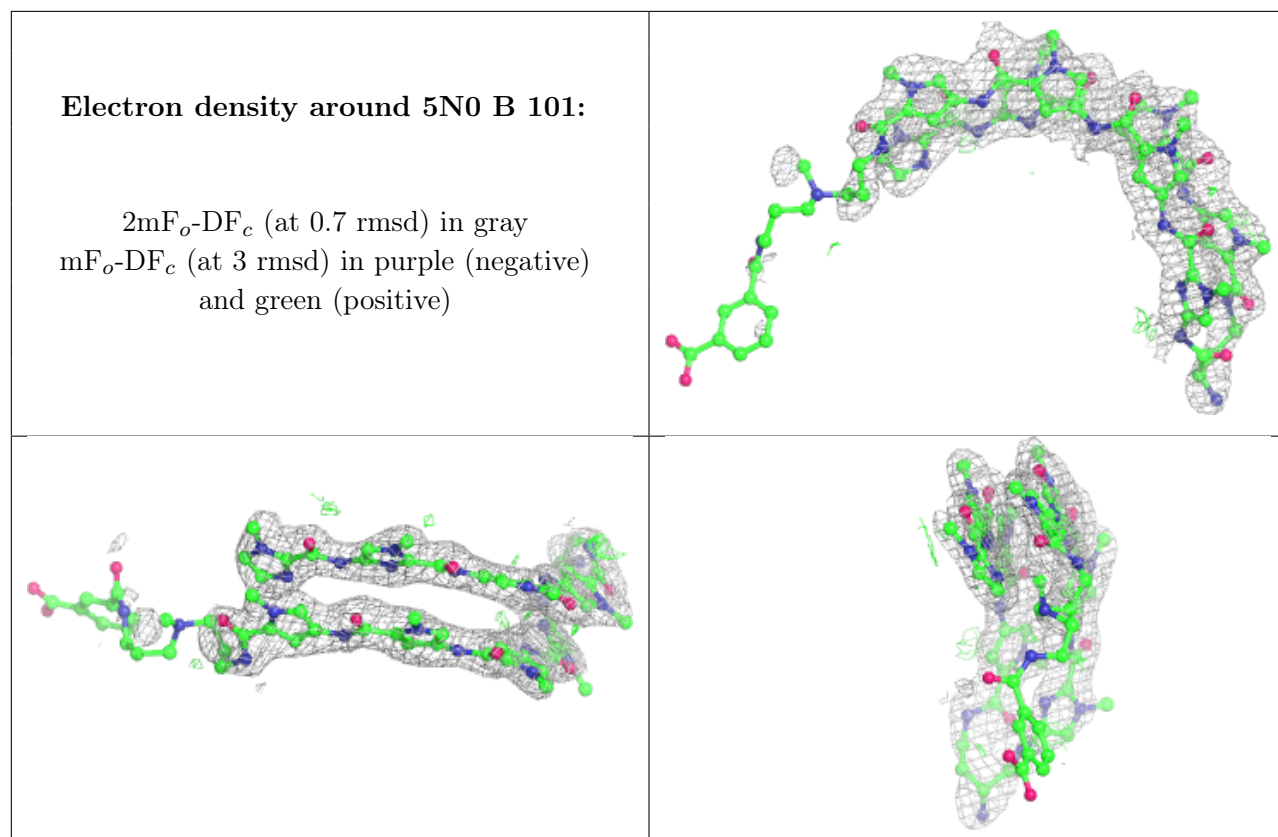 Electron density around 5N0 B 101:
2mFo-DFc (at 0.7 rmsd) in gray
mFo-DFc (at 3 rmsd) in purple (negative)
and green (positive)